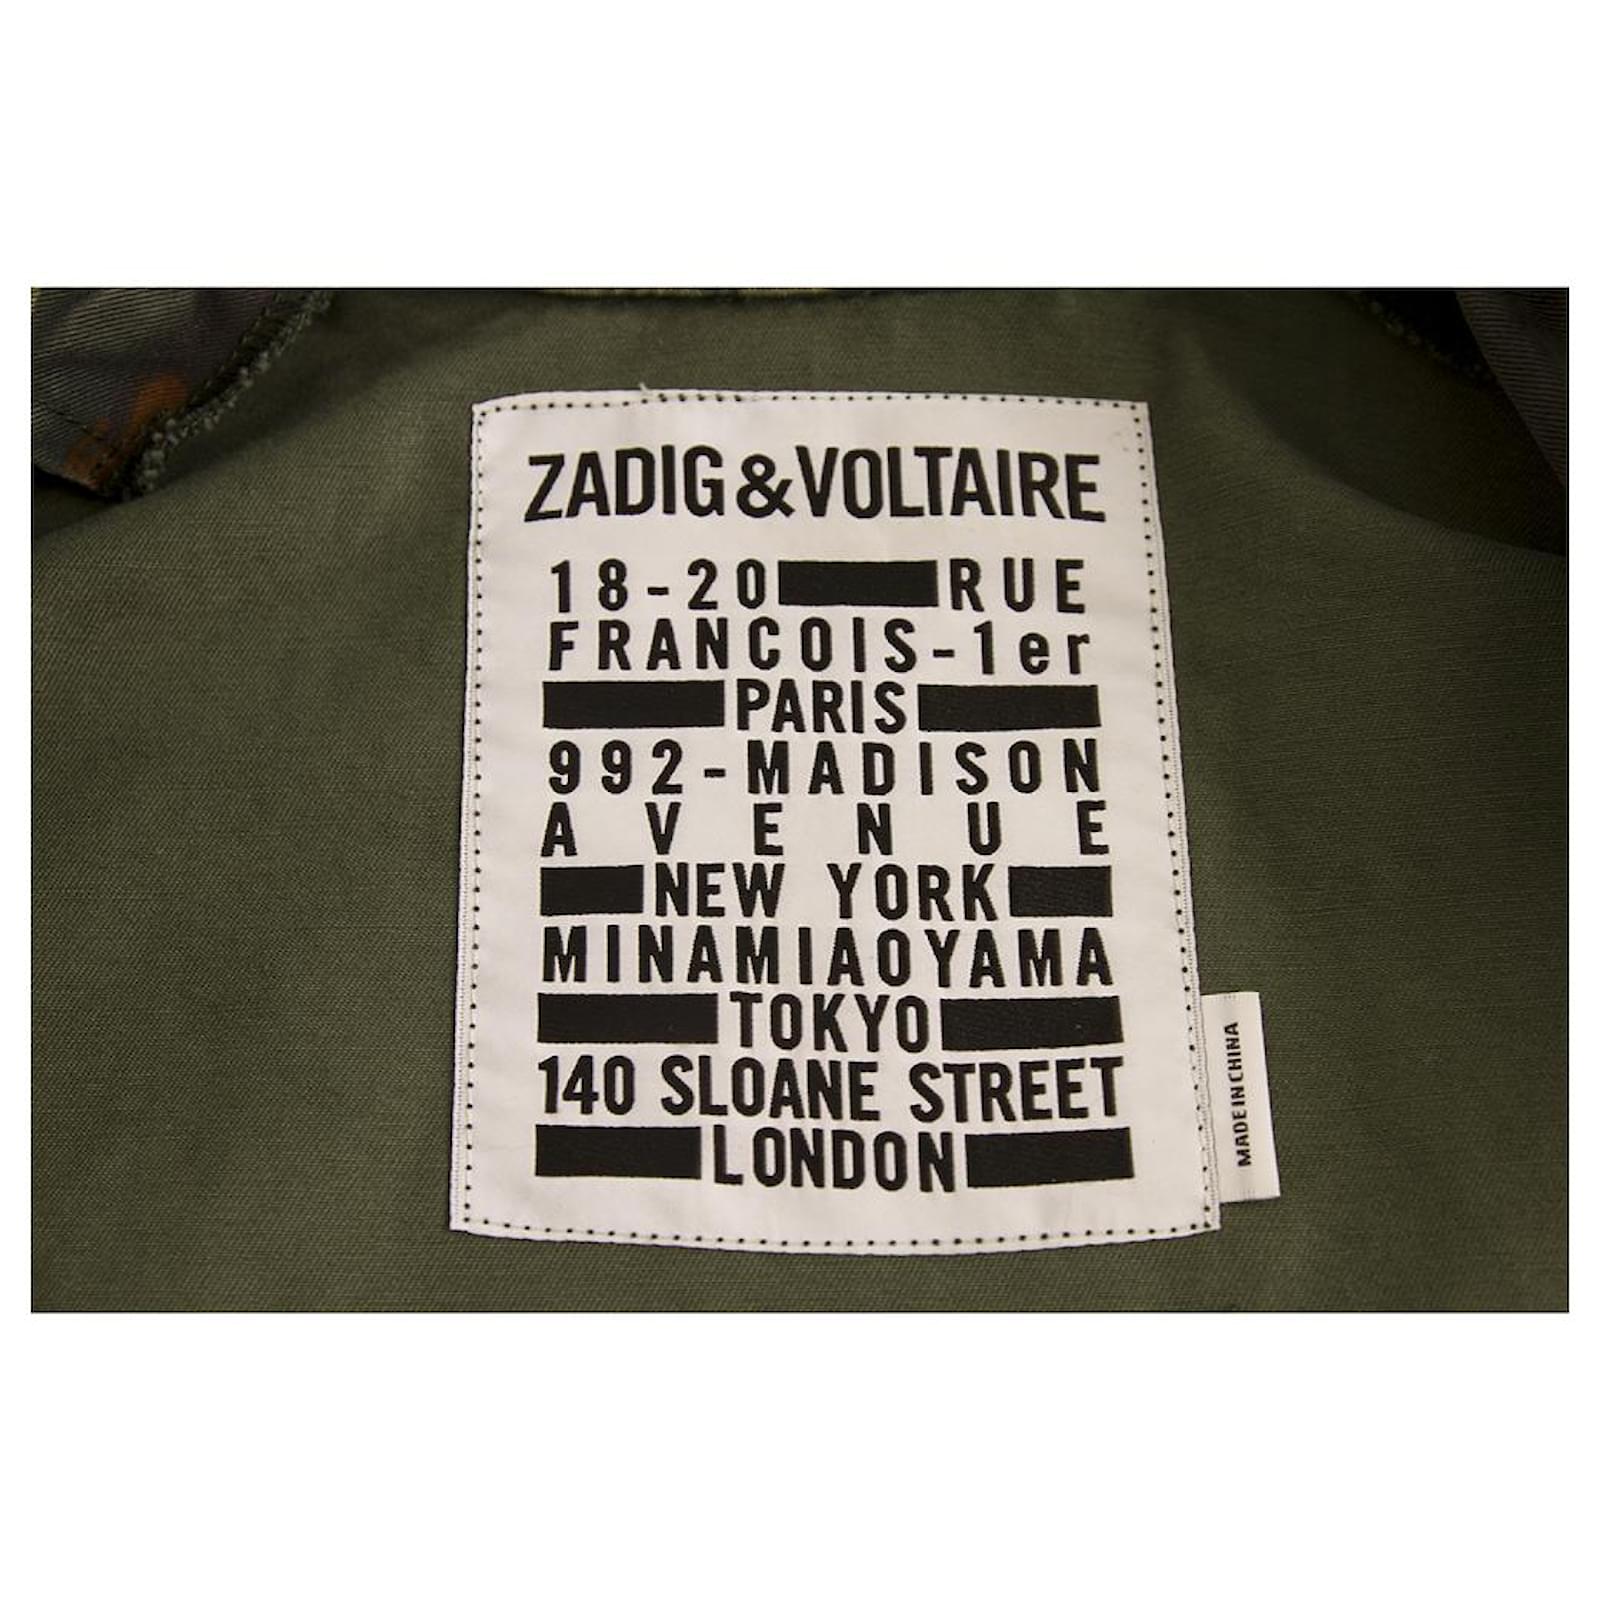 ZADIG&VOLTAIRE
18-20 RUE
FRANCOIS-1er
PARIS
992-MADISON
AVENUE
NEW YORK
MINAMIAOYAMA
TOKYO
140 SLOANE STREET
LONDON
MADE IN CHINA